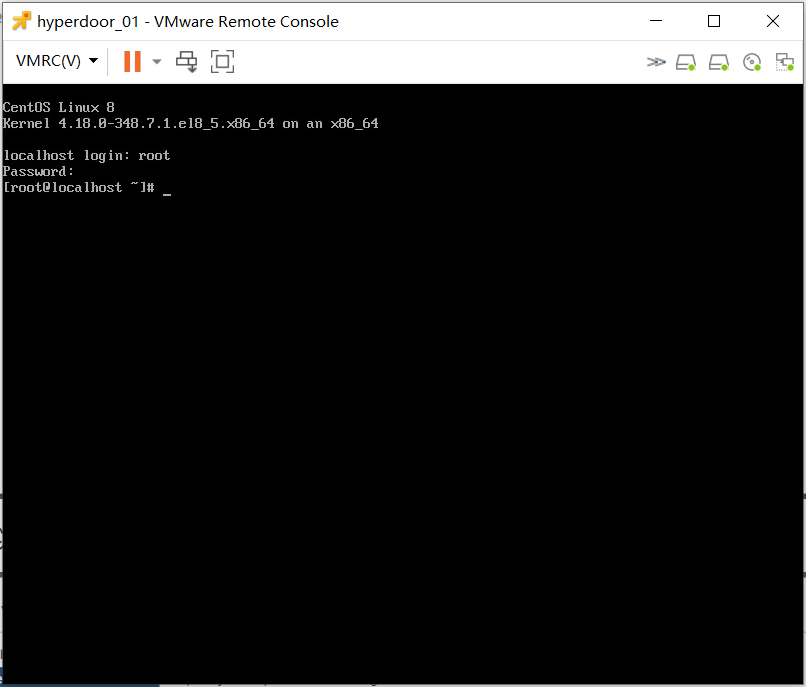 hyperdoor_01 - VMware Remote Console
VMRC(V)
CentOS Linux 8
Kernel 4.18.0-348.7.1.el8_5.x86_64 on an x86_64
localhost login: root
Password:
[root@localhost ~]# _